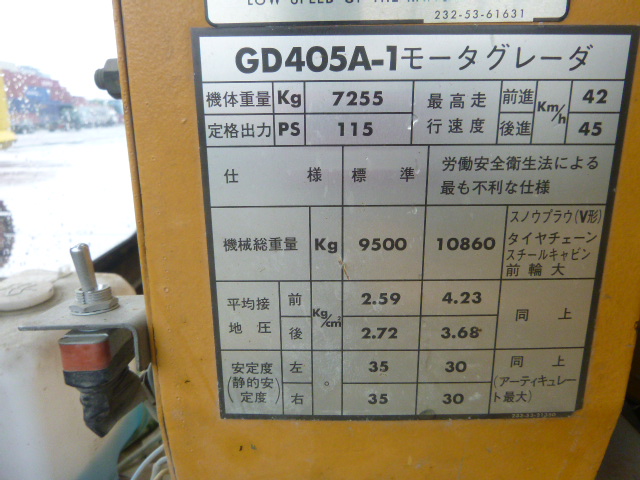 232-53-61631
GD405A-1モータグレーダ
機体重量 Kg 7255 最高走行速度 前進 Km/h 42
定格出力 PS 115 後進 45
仕様 標準 労働安全衛生法による
最も不利な仕様
機械総重量 Kg 9500 10860 スノウプラウ(V形)
タイヤチェーン
スチールキャビン
前輪大
平均接地圧 前 Kg/cm² 2.59 4.23 同上
後 2.72 3.68
安定度(静的安定度) 左 ° 35 30 同上
(アーティキュレート最大)
右 35 30